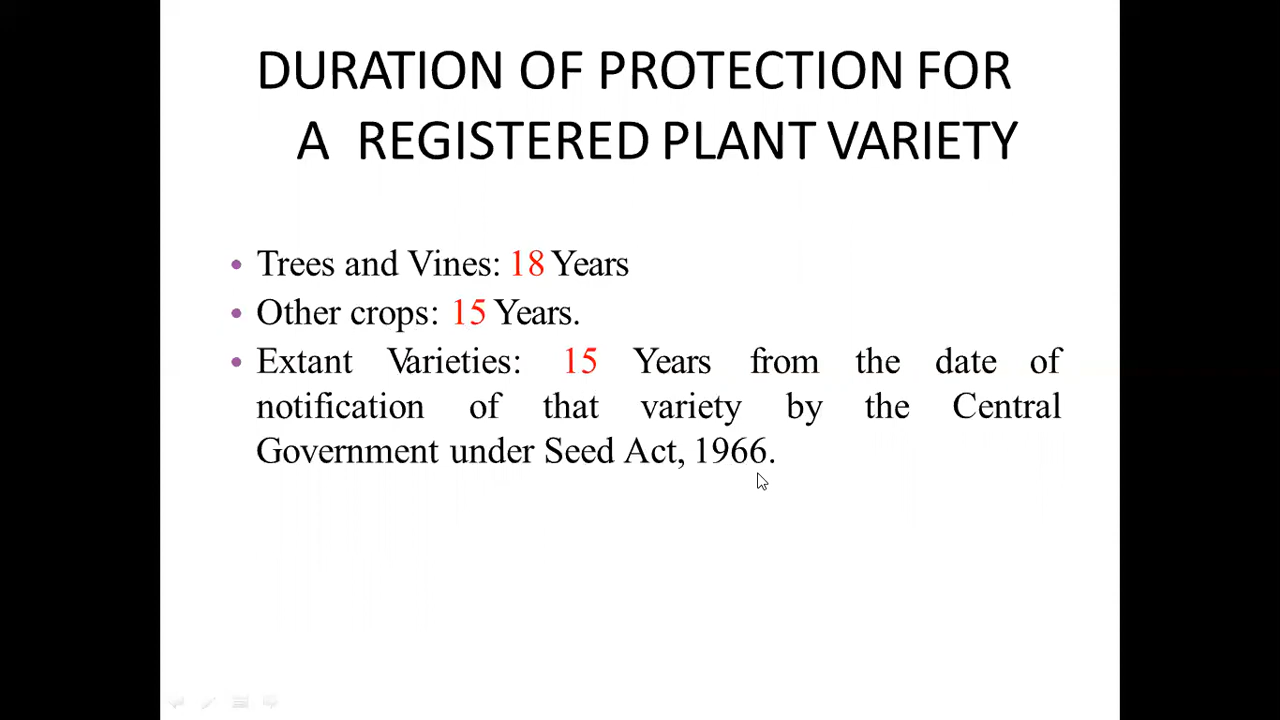 DURATION OF PROTECTION FOR
A REGISTERED PLANT VARIETY
• Trees and Vines: 18 Years
• Other crops: 15 Years.
• Extant Varieties: 15 Years from the date of
notification of that variety by the Central
Government under Seed Act, 1966.